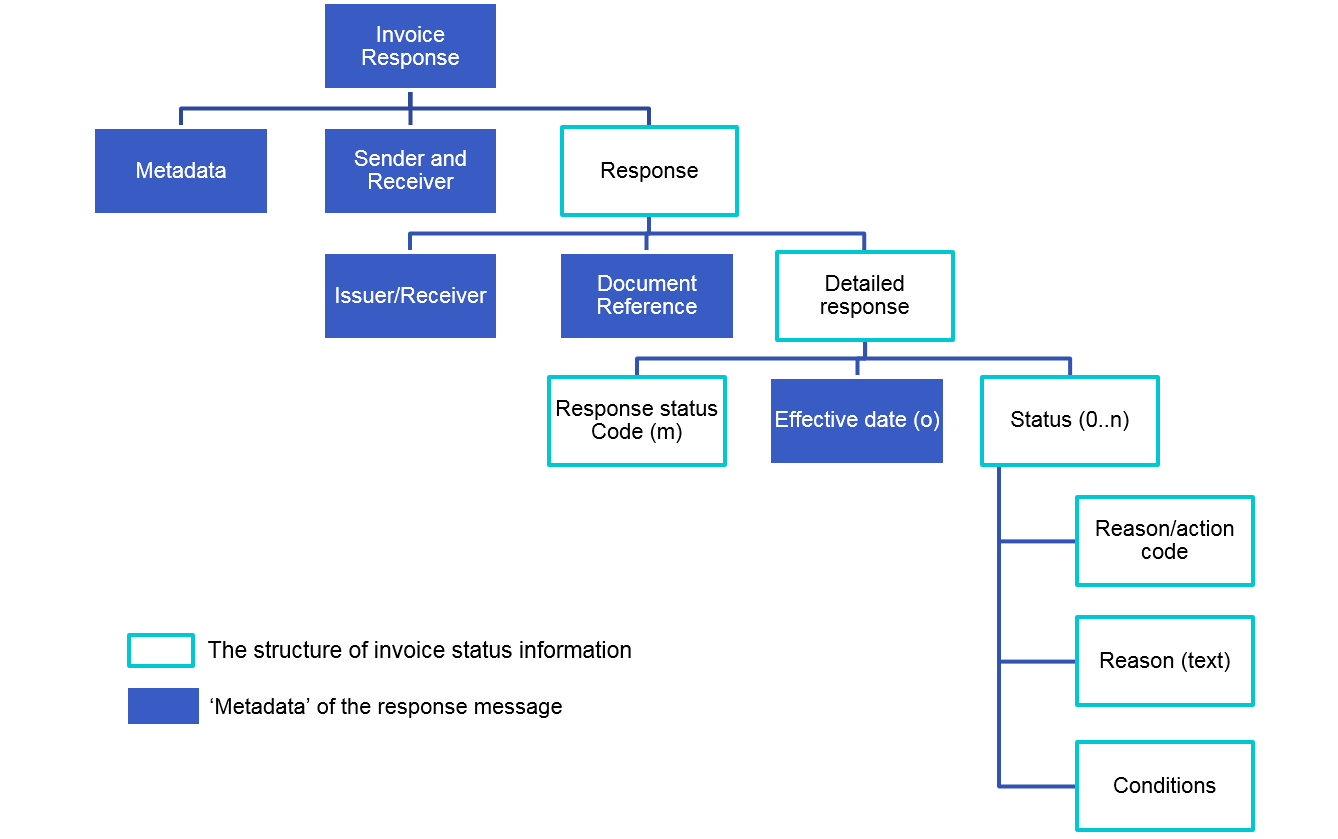 Invoice
Response
Metadata
Sender and
Receiver
Response
Issuer/Receiver
Document
Reference
Detailed
response
Response status
Code (m)
Effective date (o)
Status (0..n)
Reason/action
code
Reason (text)
Conditions
The structure of invoice status information
‘Metadata’ of the response message